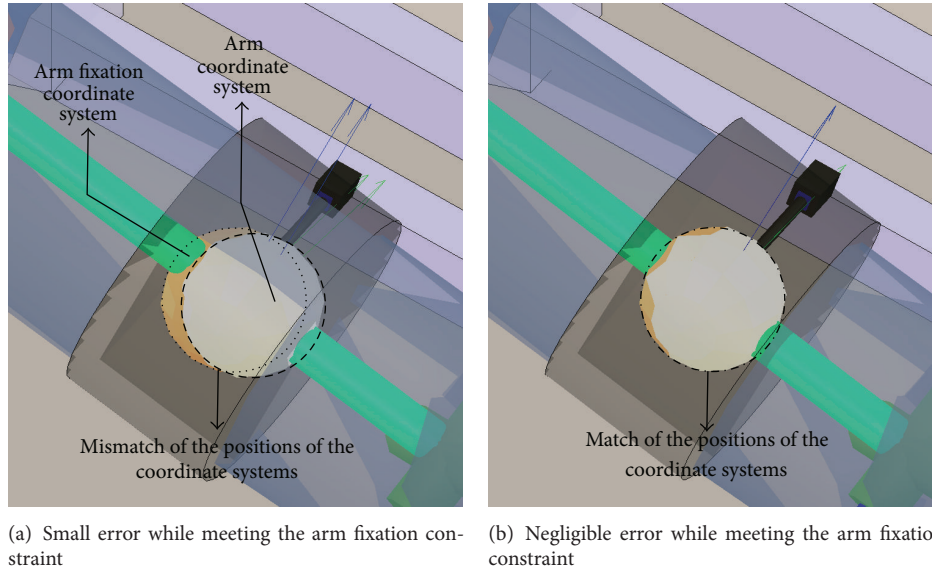 Arm fixation
coordinate
system
Arm
coordinate
system
Mismatch of the positions of the
coordinate systems
(a) Small error while meeting the arm fixation con-
straint
Match of the positions of the
coordinate systems
(b) Negligible error while meeting the arm fixatio
constraint